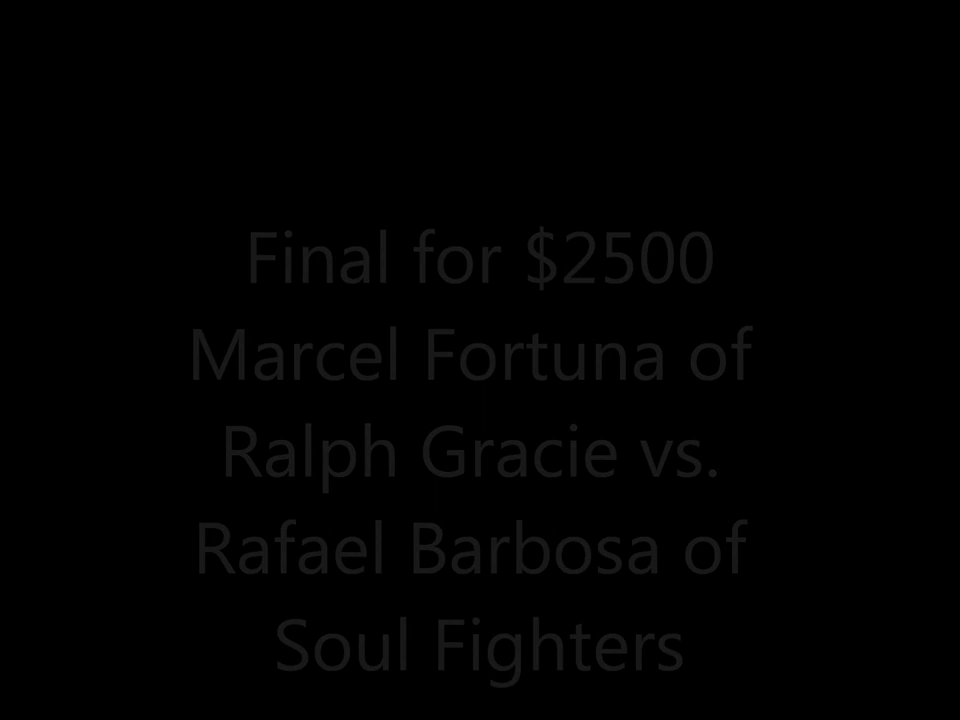 Final for $2500
Marcel Fortuna of
Ralph Gracie vs.
Rafael Barbosa of
Soul Fighters